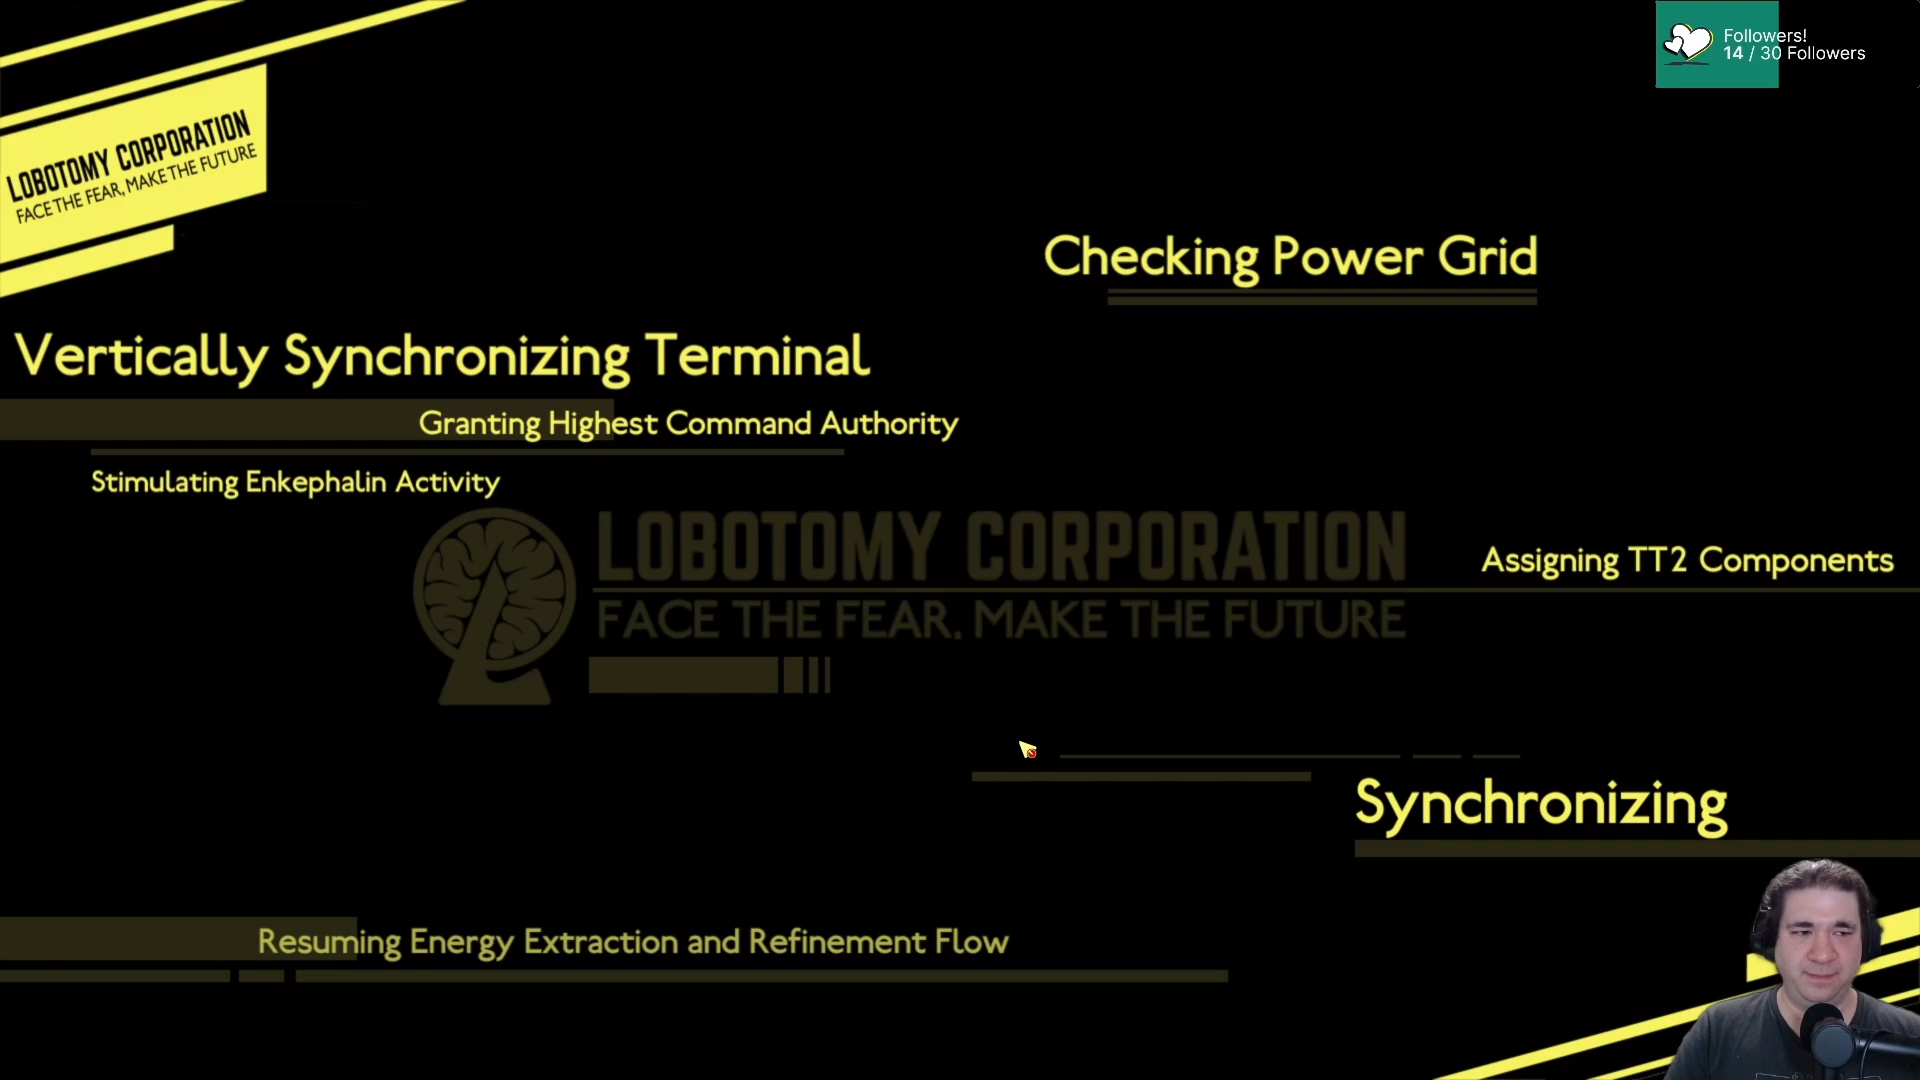 Followers!
14 / 30 Followers
LOBOTOMY CORPORATION
FACE THE FEAR, MAKE THE FUTURE
Checking Power Grid
Vertically Synchronizing Terminal
Granting Highest Command Authority
Stimulating Enkephalin Activity
LOBOTOMY CORPORATION
Assigning TT2 Components
FACE THE FEAR. MAKE THE FUTURE
Synchronizing
Resuming Energy Extraction and Refinement Flow